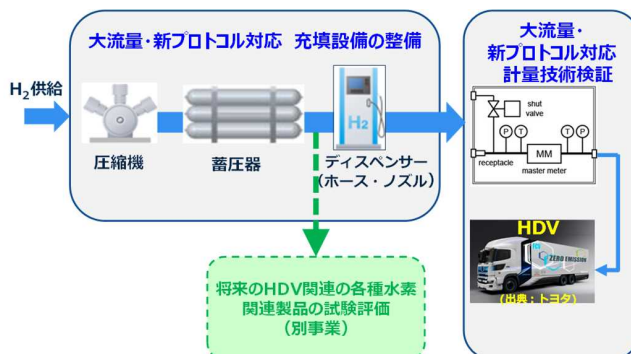 大流量・新プロトコル対応 充填設備の整備
H₂供給
H₂
圧縮機
蓄圧器
ディスペンサー
(ホース・ノズル)
将来のHDV関連の各種水素
関連製品の試験評価
(別事業)
大流量・
新プロトコル対応
計量技術検証
shut
valve
P T
T P
MM
receptacle
master meter
HDV
ZERO EMISSION
(出典:トヨタ)